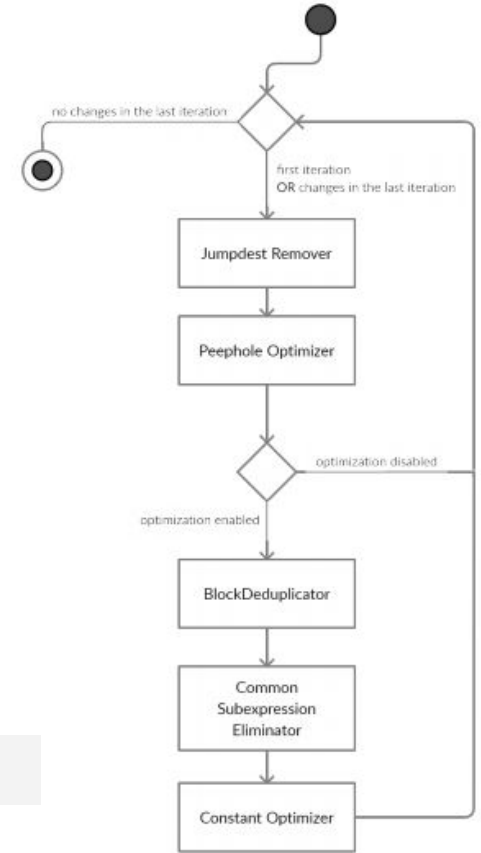 no changes in the last iteration
first iteration
OR changes in the last iteration
Jumpdest Remover
Peephole Optimizer
optimization disabled
optimization enabled
BlockDeduplicator
Common
Subexpression
Eliminator
Constant Optimizer